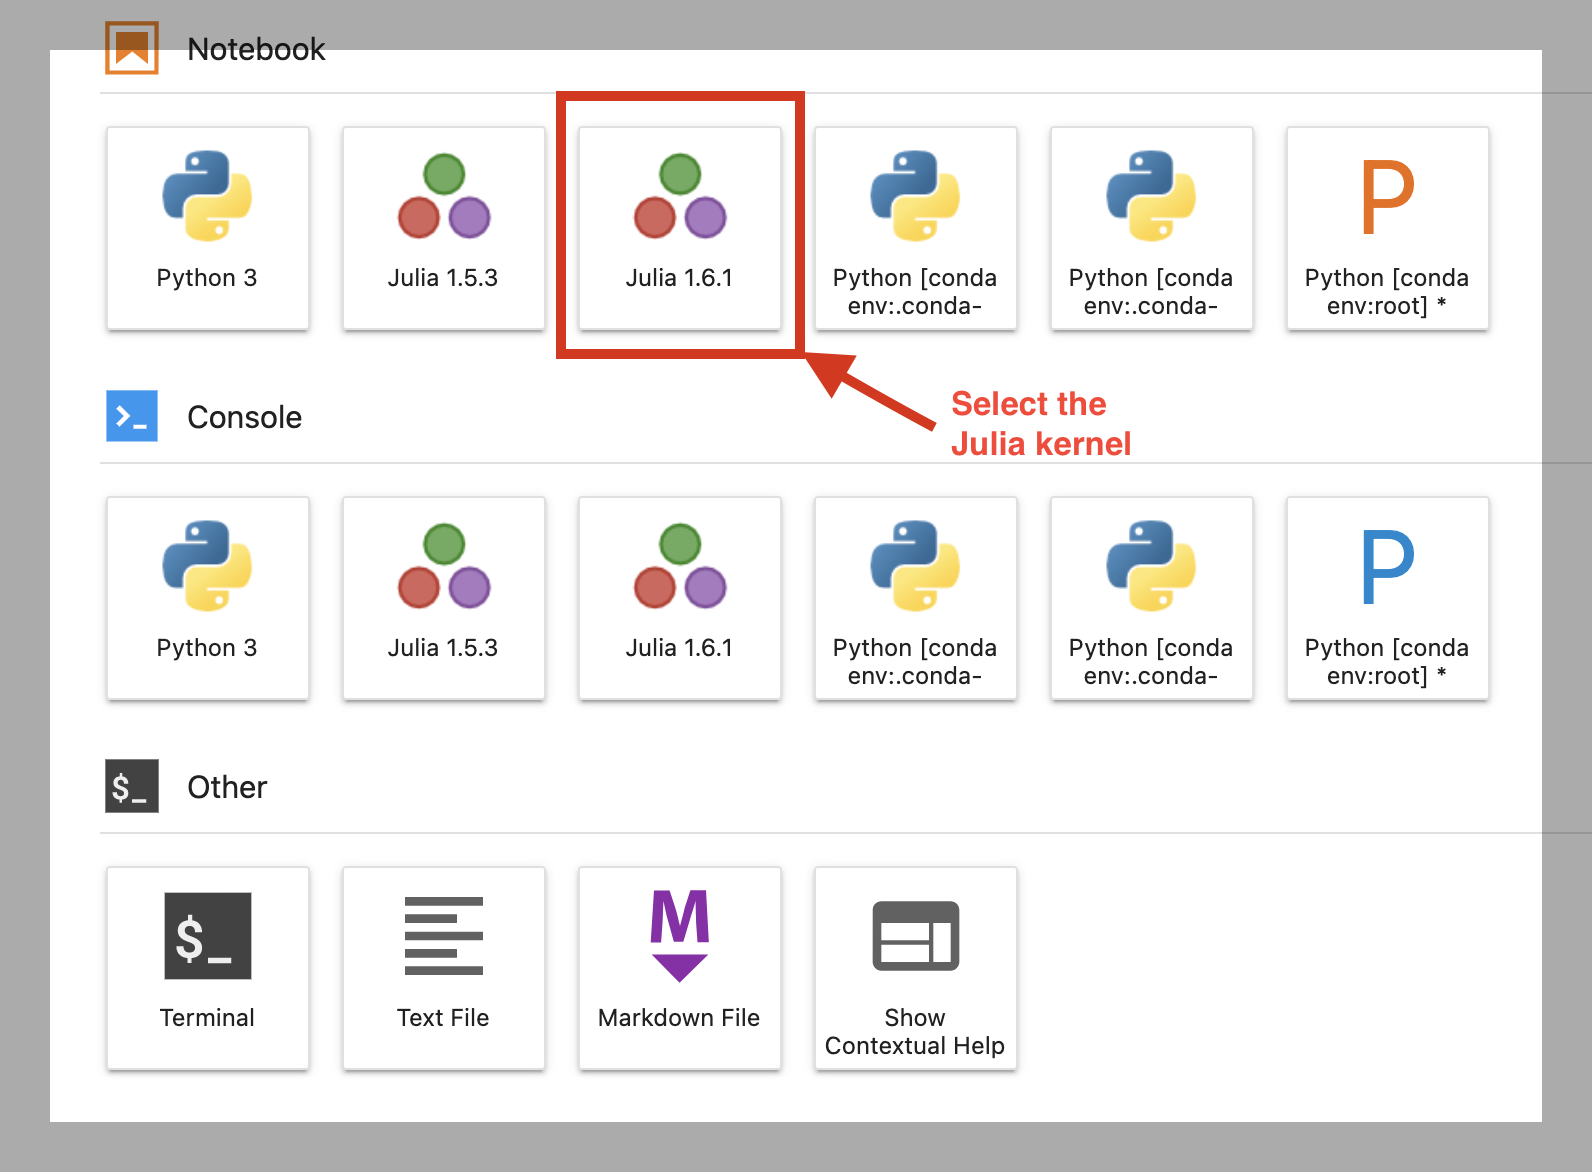 Notebook
Python 3
Julia 1.5.3
Julia 1.6.1
Python [conda
env:.conda-
Python [conda
env:.conda-
P
Python [conda
env:root] *
Select the
Julia kernel
>_
Console
Python 3
Julia 1.5.3
Julia 1.6.1
Python [conda
env:.conda-
Python [conda
env:.conda-
P
Python [conda
env:root] *
$_
Other
$_
Terminal
Text File
M
Markdown File
Show
Contextual Help